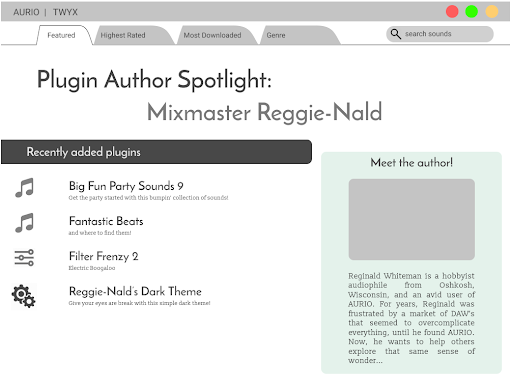 AURIO | TWYX
Featured
Highest Rated
Most Downloaded
Genre
search sounds
Plugin Author Spotlight:
Mixmaster Reggie-Nald
Recently added plugins
Big Fun Party Sounds 9
Get the party started with this bumpin' collection of sounds!
Fantastic Beats
and where to find them!
Filter Frenzy 2
Electric Boogaloo
Reggie-Nald's Dark Theme
Give your eyes are break with this simple dark theme!
Meet the author!
Reginald Whiteman is a hobbyist
audiophile from Oshkosh,
Wisconsin, and an avid user of
AURIO. For years, Reginald was
frustrated by a market of DAW's
that seemed to overcomplicate
everything, until he found AURIO.
Now, he wants to help others
explore that same sense of
wonder...